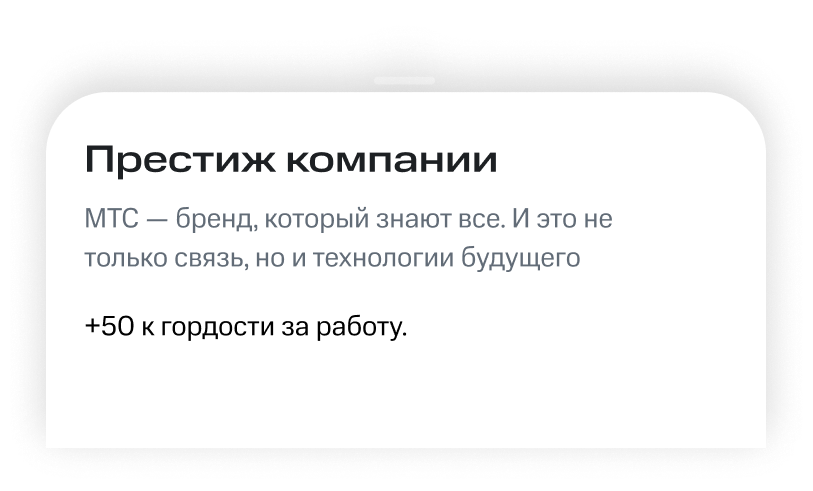 Престиж компании
МТС — бренд, который знают все. И это не
только связь, но и технологии будущего
+50 к гордости за работу.